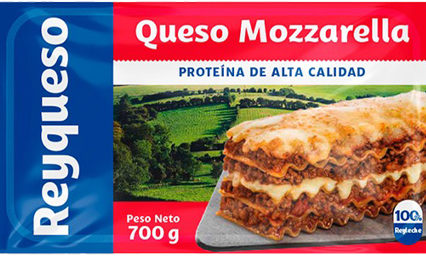 Reyqueso
Queso Mozzarella
PROTEÍNA DE ALTA CALIDAD
Peso Neto
700 g
100%
Reyleche